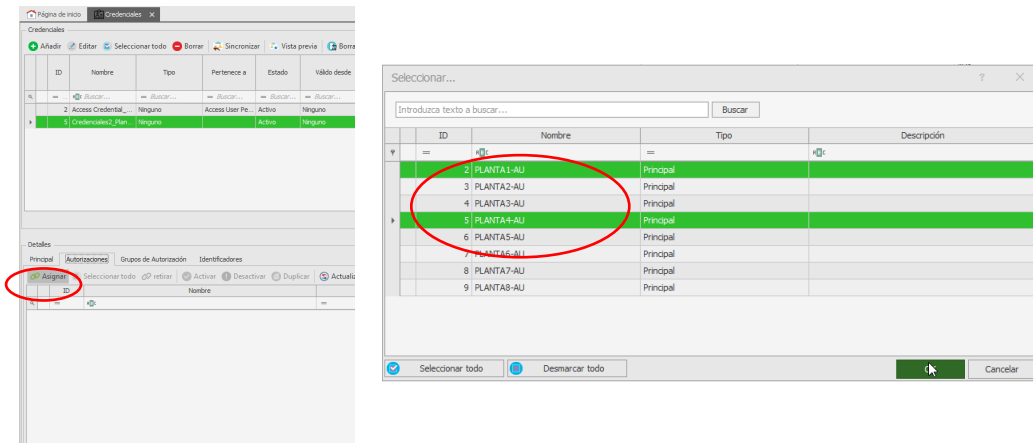 Página de inicio Credenciales
Credenciales
Añadir Editar Seleccionar todo Borrar Sincronizar Vista previa Borra
ID Nombre Tipo Pertenece a Estado Válido desde
= Buscar... = Buscar... = Buscar... = Buscar... = Buscar...
2 Access Credential_... Ninguno Access User Pe... Activo Ninguno
5 Credenciales2_Plan... Ninguno Activo Ninguno
Detalles
Principal Autorizaciones Grupos de Autorización Identificadores
Asignar Seleccionar todo retirar Activar Desactivar Duplicar Actualiz
ID Nombre
= =
Seleccionar... ? ×
Introduzca texto a buscar... Buscar
ID Nombre Tipo Descripción
= =
2 PLANTA1-AU Principal
3 PLANTA2-AU Principal
4 PLANTA3-AU Principal
5 PLANTA4-AU Principal
6 PLANTA5-AU Principal
7 PLANTA6-AU Principal
8 PLANTA7-AU Principal
9 PLANTA8-AU Principal
Seleccionar todo Desmarcar todo Cancelar